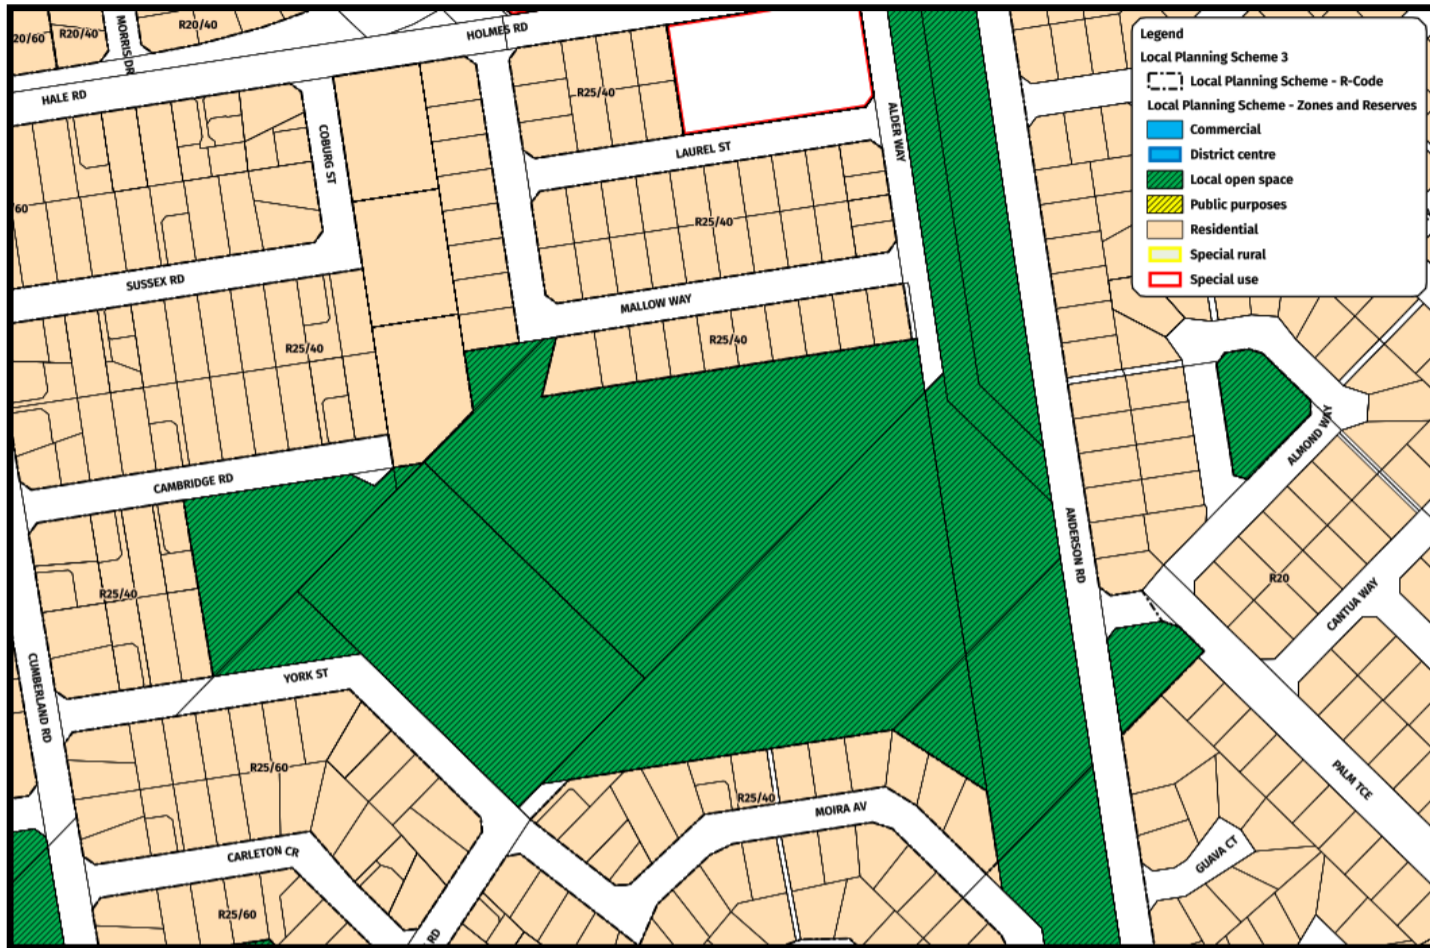 MORRIS DR
R20/40
20/60
R20/40
HOLMES RD
HALE RD
COBURG ST
R25/40
ALDER WAY
LAUREL ST
60
R25/40
SUSSEX RD
MALLOW WAY
R25/40
R25/40
CAMBRIDGE RD
ALMOND WAY
ANDERSON RD
R25/40
R20
CANTUA WAY
CUMBERLAND RD
YORK ST
R25/60
PALM TCE
R25/40
MOIRA AV
CARLETON CR
GUAVA CT
R25/60
RD
Legend
Local Planning Scheme 3
Local Planning Scheme - R-Code
Local Planning Scheme - Zones and Reserves
Commercial
District centre
Local open space
Public purposes
Residential
Special rural
Special use